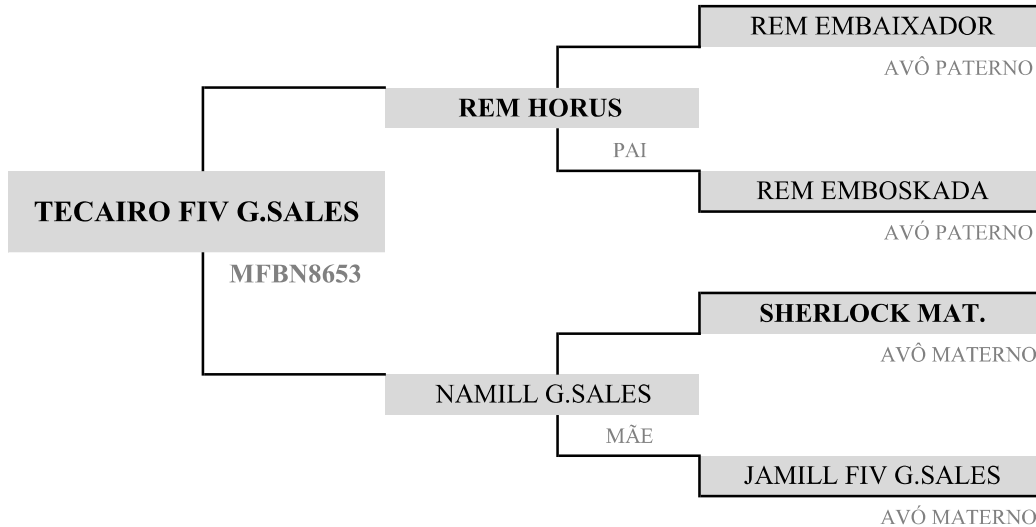 REM EMBAIXADOR
AVÔ PATERNO
REM HORUS
PAI
REM EMBOSKADA
AVÓ PATERNO
TECAIRO FIV G.SALES
MFBN8653
SHERLOCK MAT.
AVÔ MATERNO
NAMILL G.SALES
MÃE
JAMILL FIV G.SALES
AVÓ MATERNO